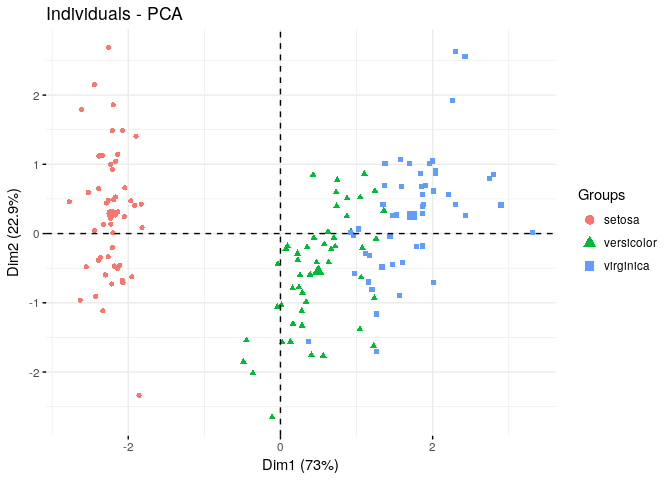 Individuals - PCA
2
1
0
-1
-2
Dim2 (22.9%)
-2
0
2
Dim1 (73%)
Groups
setosa
versicolor
virginica